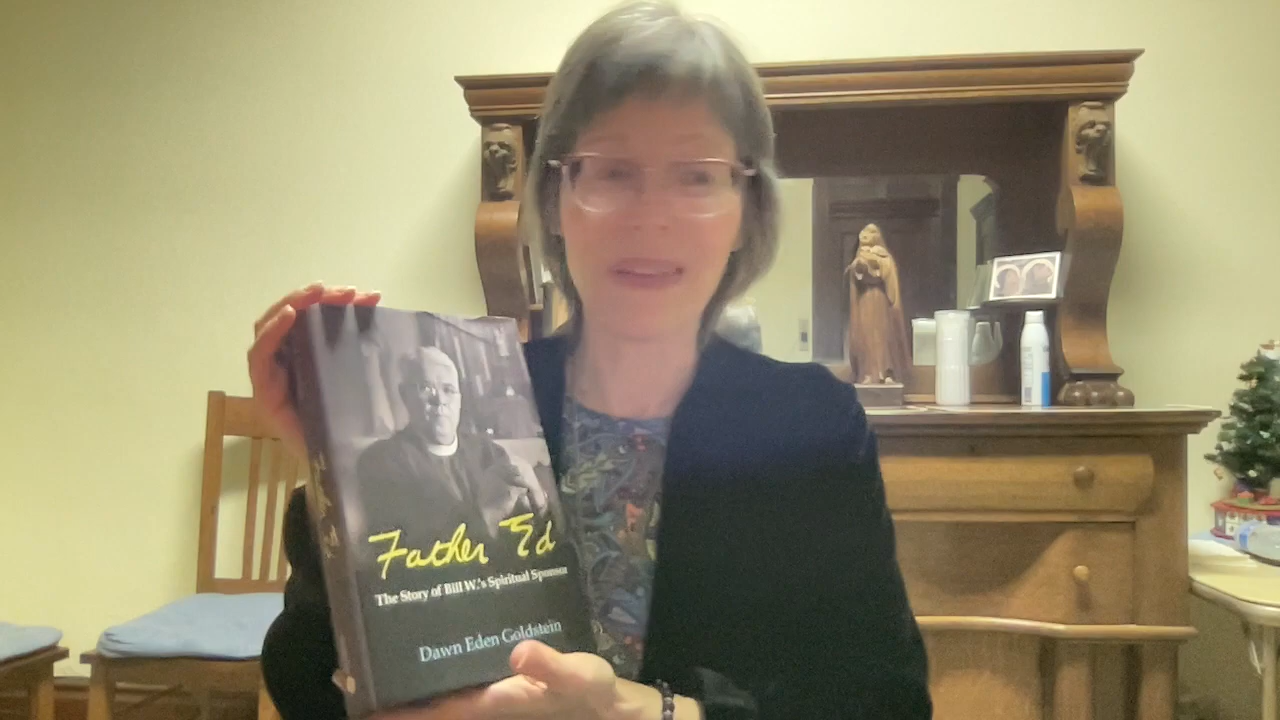 Father Ed
The Story of Bill W.'s Spiritual Sponsor
Dawn Eden Goldstein